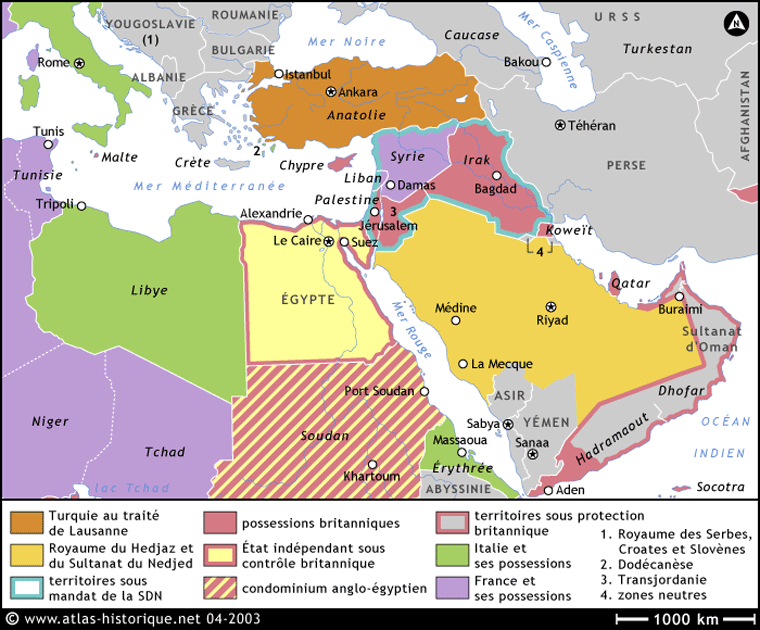 ROUMANIE
YOUGOSLAVIE
(1)
Mer Noire
Mer Caspienne
Caucase
U R S S
Turkestan
N
BULGARIE
Bakou
Rome
ALBANIE
Istanbul
Ankara
Anatolie
GRÈCE
Téhéran
AFGHANISTAN
PERSE
Tunis
Malte
Crète
2
Chypre
Syrie
Irak
Tunisie
Mer Méditerranée
Liban
Damas
Bagdad
Palestine
Tripoli
Alexandrie
3
Jérusalem
Koweït
Le Caire
Suez
4
Libye
ÉGYPTE
Mer Rouge
Médine
Riyad
Qatar
Buraimi
Sultanat
d'Oman
La Mecque
Port Soudan
ASIR
Dhofar
Niger
Tchad
Soudan
Sabya
YÉMEN
Hadramaout
OCÉAN
INDIEN
Massaoua
Sanaa
Khartoum
Érythrée
lac Tchad
ABYSSINIE
Aden
Socotra
Turquie au traité
de Lausanne
Royaume du Hedjaz et
du Sultanat du Nedjed
territoires sous
mandat de la SDN
possessions britanniques
État indépendant sous
contrôle britannique
condominium anglo-égyptien
territoires sous protection
britannique
Italie et
ses possessions
France et
ses possessions
1. Royaume des Serbes,
Croates et Slovènes
2. Dodécanèse
3. Transjordanie
4. zones neutres
© www.atlas-historique.net 04-2003
1000 km